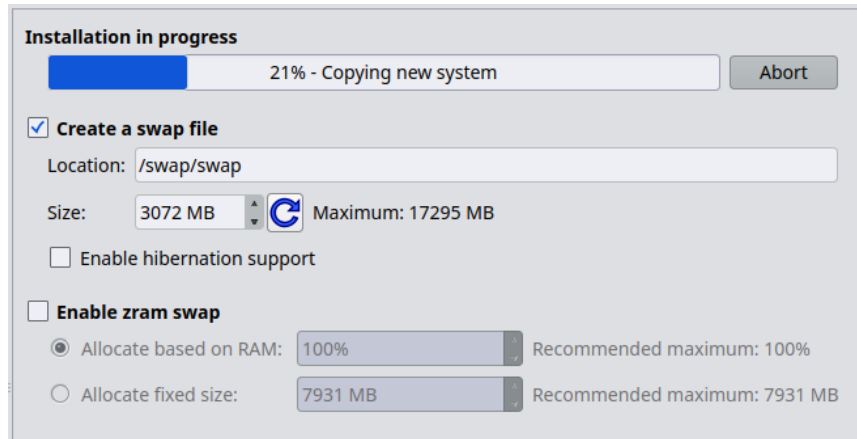 Installation in progress
21% - Copying new system Abort
Create a swap file
Location: /swap/swap
Size: 3072 MB Maximum: 17295 MB
Enable hibernation support
Enable zram swap
Allocate based on RAM: 100% Recommended maximum: 100%
Allocate fixed size: 7931 MB Recommended maximum: 7931 MB